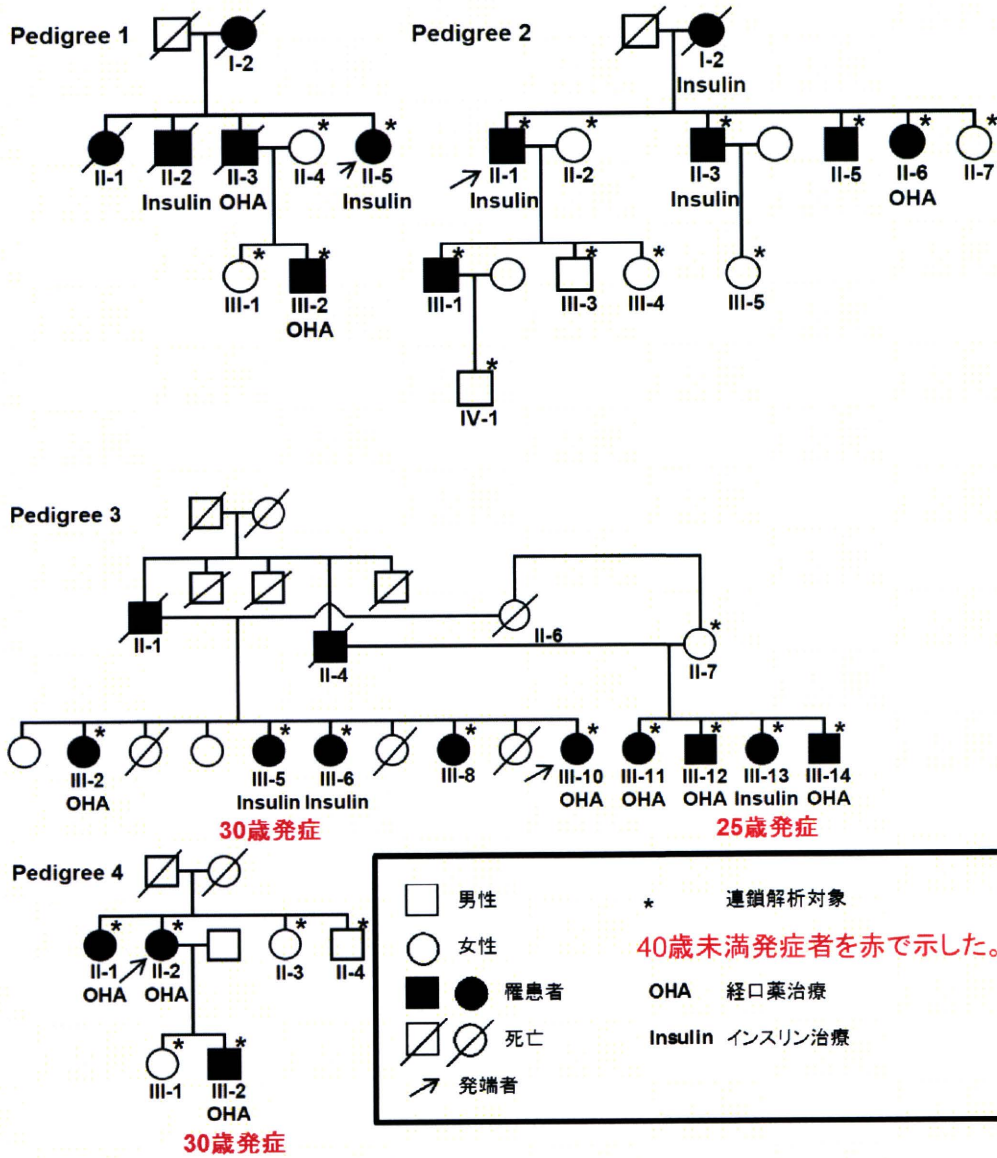 Pedigree 1
I-2
* *
II-1 II-2 II-3 II-4 II-5
Insulin OHA Insulin
* *
III-1 III-2
OHA
Pedigree 2
I-2
Insulin
* * * * * *
II-1 II-2 II-3 II-5 II-6 II-7
Insulin Insulin OHA
* * * *
III-1 III-3 III-4 III-5
*
IV-1
Pedigree 3
II-1
II-6
II-4
*
II-7
* * * * * * * * *
III-2 III-5 III-6 III-8 III-10 III-11 III-12 III-13 III-14
OHA Insulin Insulin OHA OHA OHA Insulin OHA
30歳発症 25歳発症
Pedigree 4
* * * *
II-1 II-2 II-3 II-4
OHA OHA
* *
III-1 III-2
OHA
30歳発症
男性 * 連鎖解析対象
女性 40歳未満発症者を赤で示した。
罹患者 OHA 経口薬治療
死亡 Insulin インスリン治療
発端者